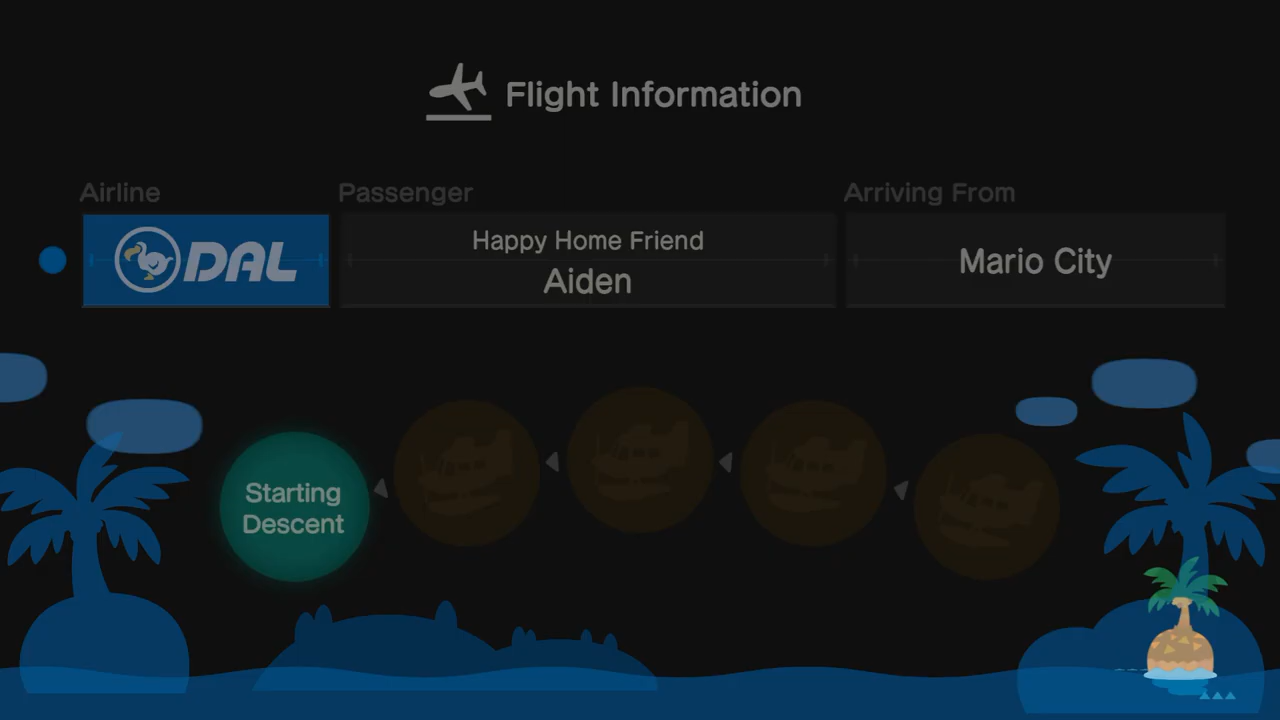 Flight Information
Airline
Passenger
Arriving From
DAL
Happy Home Friend
Aiden
Mario City
Starting
Descent